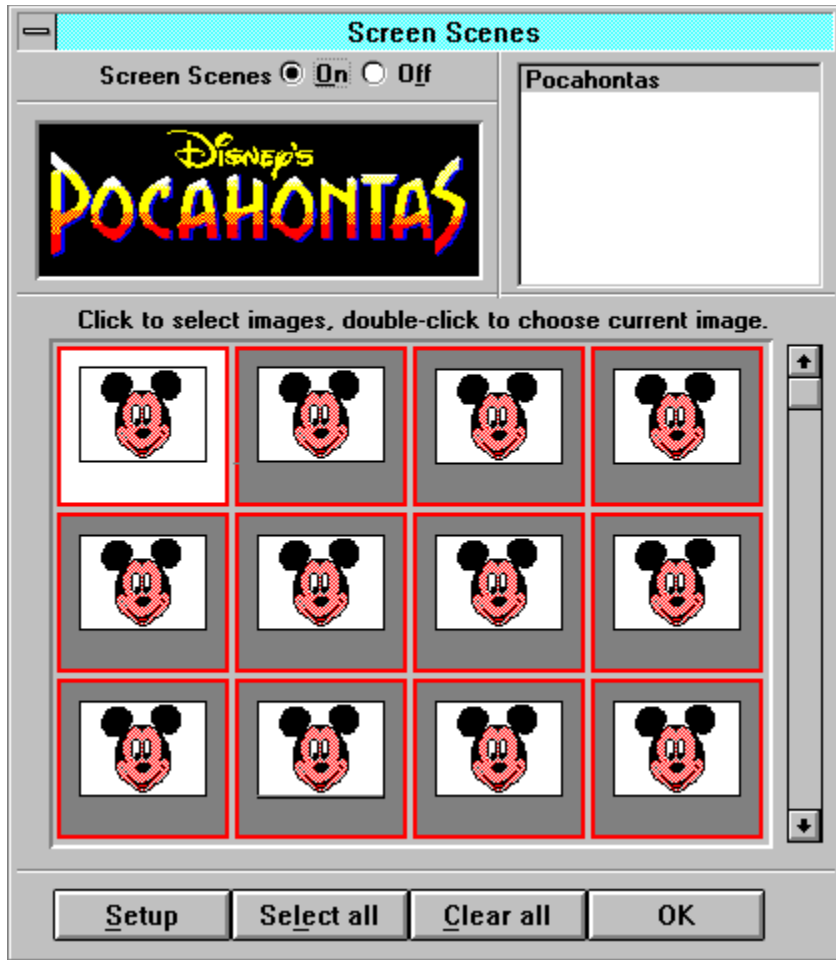 Screen Scenes
Screen Scenes On Off
Pocahontas
Disney's
POCAHONTAS
Click to select images, double-click to choose current image.
Setup Select all Clear all OK